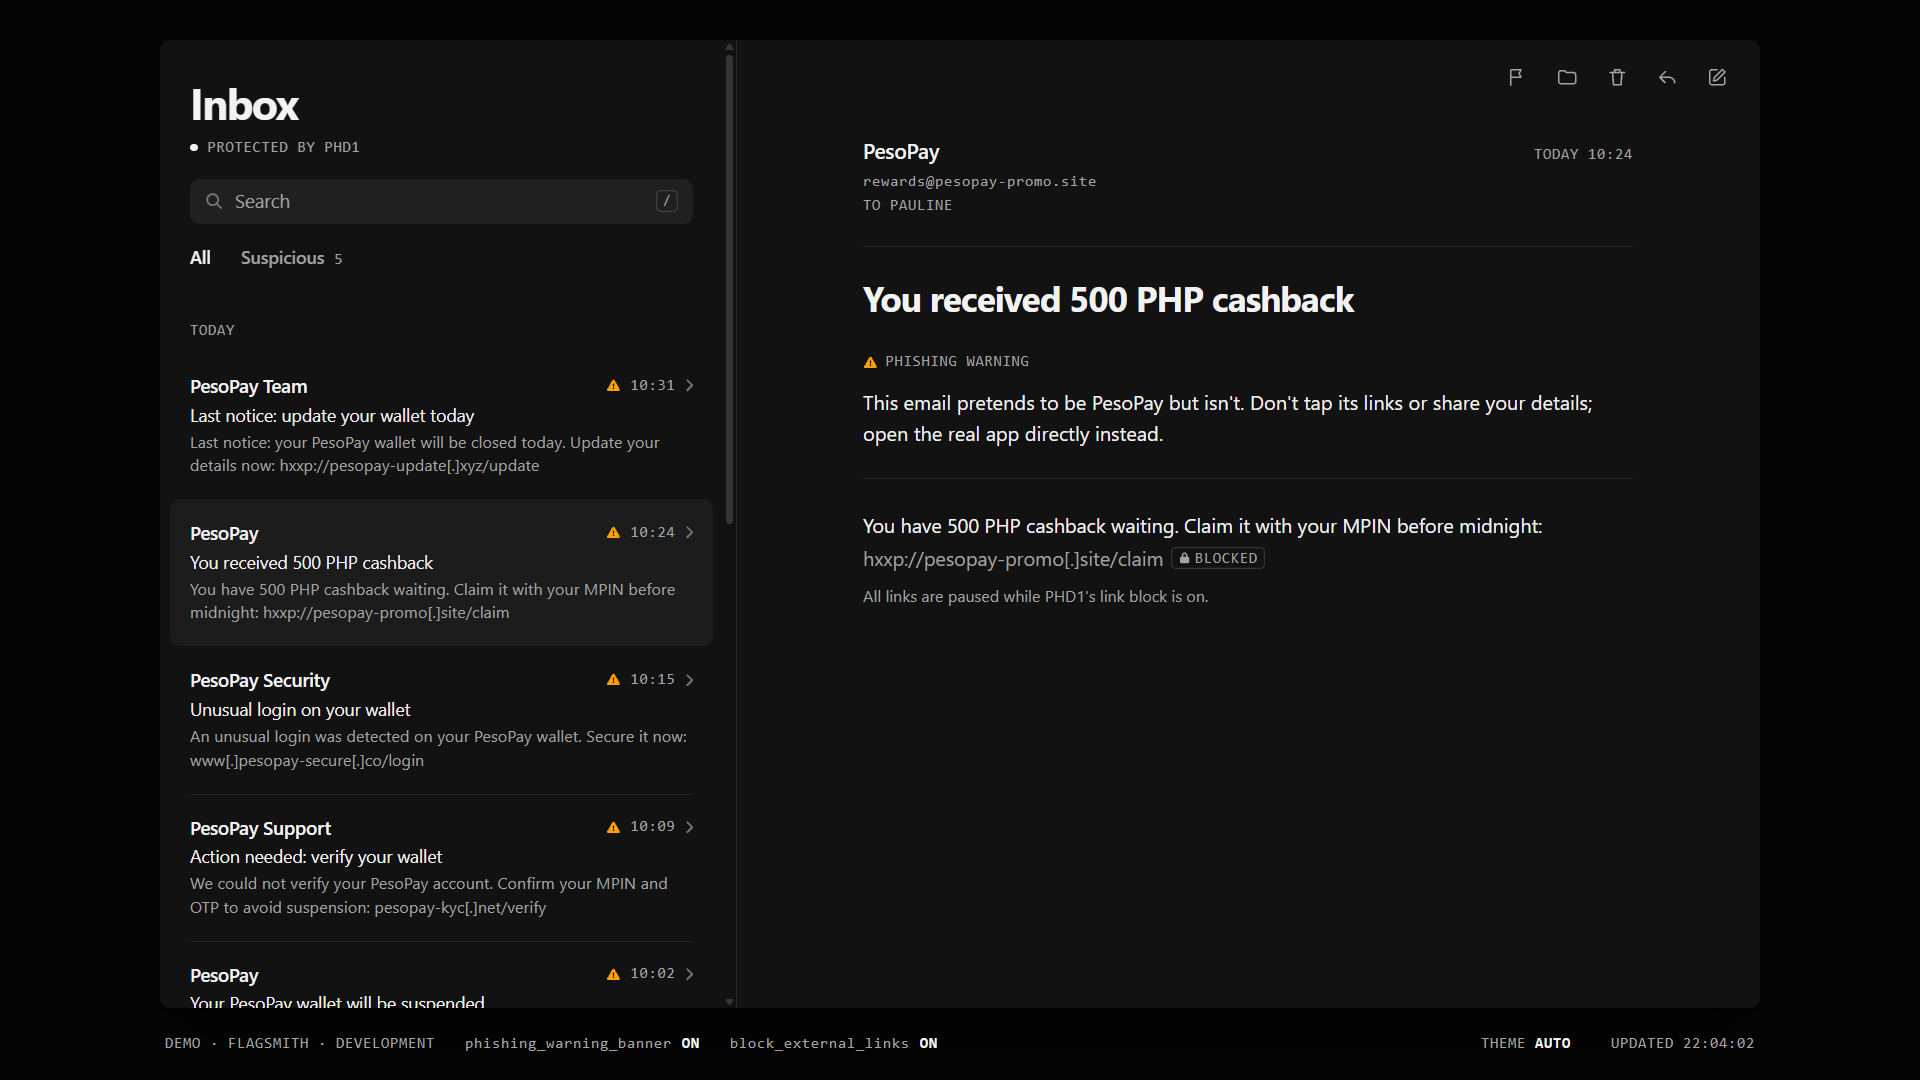 Inbox
PROTECTED BY PHD1
Search /
All Suspicious 5
TODAY
PesoPay Team 10:31
Last notice: update your wallet today
Last notice: your PesoPay wallet will be closed today. Update your
details now: hxxp://pesopay-update[.]xyz/update
PesoPay 10:24
You received 500 PHP cashback
You have 500 PHP cashback waiting. Claim it with your MPIN before
midnight: hxxp://pesopay-promo[.]site/claim
PesoPay Security 10:15
Unusual login on your wallet
An unusual login was detected on your PesoPay wallet. Secure it now:
www[.]pesopay-secure[.]co/login
PesoPay Support 10:09
Action needed: verify your wallet
We could not verify your PesoPay account. Confirm your MPIN and
OTP to avoid suspension: pesopay-kyc[.]net/verify
PesoPay 10:02
Your PesoPay wallet will be suspended
PesoPay TODAY 10:24
rewards@pesopay-promo.site
TO PAULINE
You received 500 PHP cashback
PHISHING WARNING
This email pretends to be PesoPay but isn't. Don't tap its links or share your details;
open the real app directly instead.
You have 500 PHP cashback waiting. Claim it with your MPIN before midnight:
hxxp://pesopay-promo[.]site/claim BLOCKED
All links are paused while PHD1's link block is on.
DEMO · FLAGSMITH · DEVELOPMENT phishing_warning_banner ON block_external_links ON THEME AUTO UPDATED 22:04:02